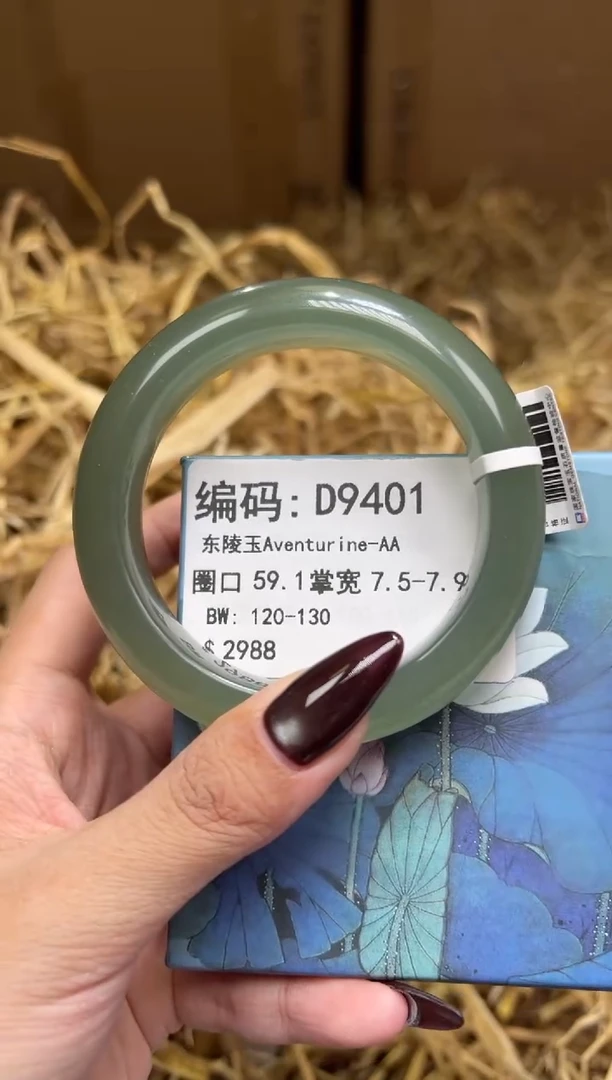 编码: D9401
东陵玉Aventurine-AA
圈口 59.1掌宽 7.5-7.9
BW: 120-130
$ 2988